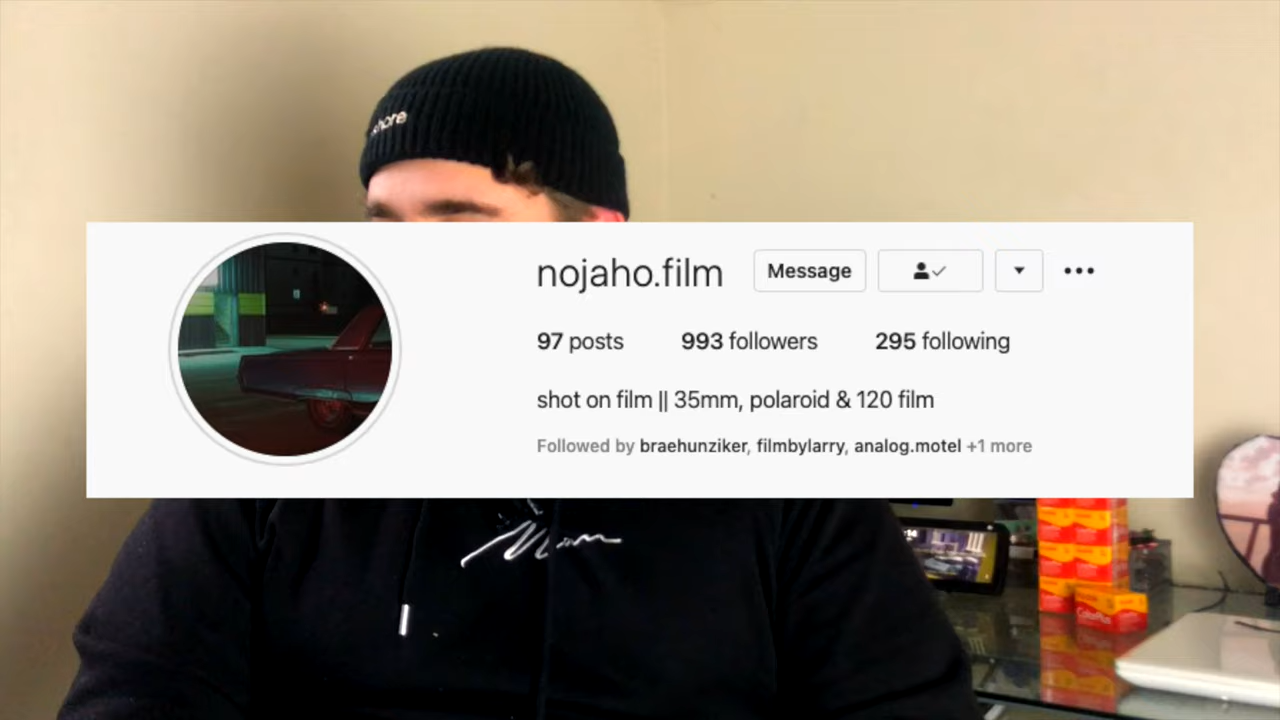 nojaho.film
Message
97 posts 993 followers 295 following
shot on film || 35mm, polaroid & 120 film
Followed by braehunziker, filmbylarry, analog.motel +1 more
ColorPlus